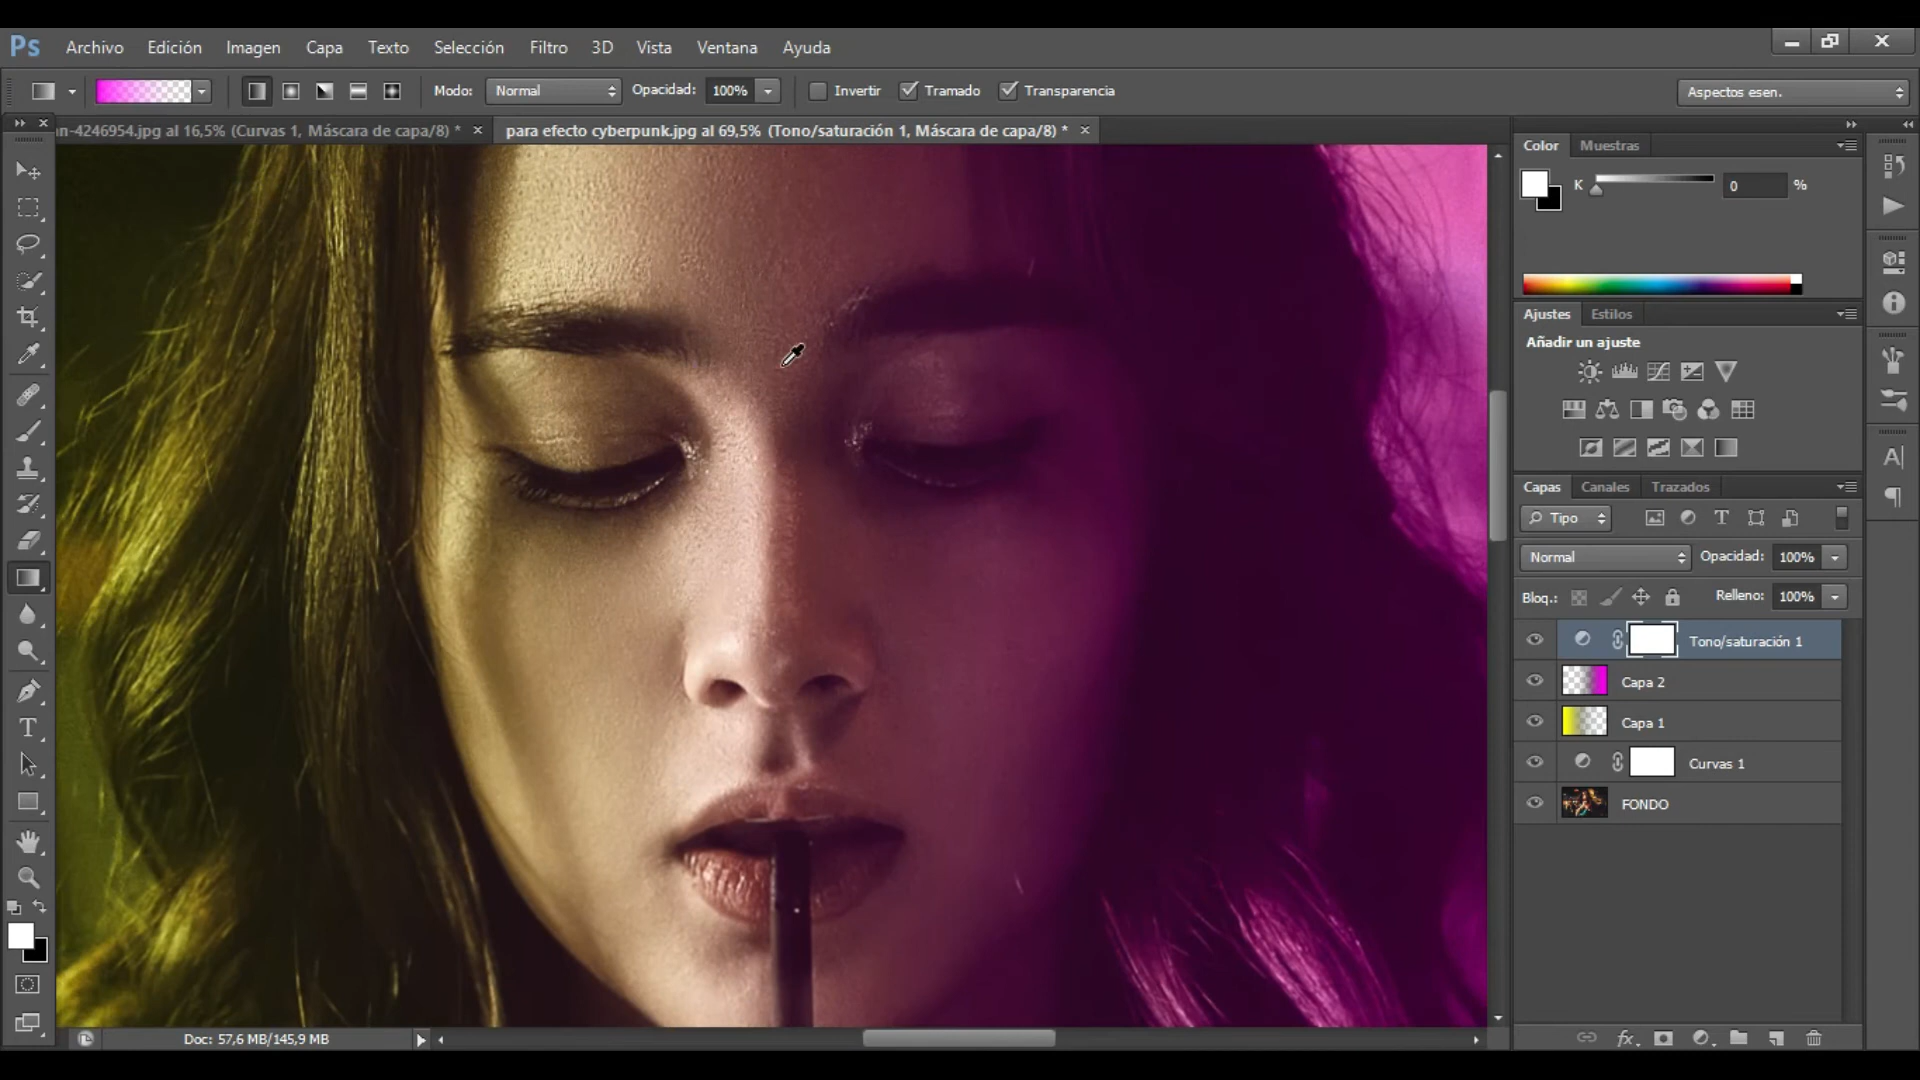 Ps Archivo Edición Imagen Capa Texto Selección Filtro 3D Vista Ventana Ayuda
Modo: Normal Opacidad: 100% Invertir Tramado Transparencia Aspectos esen.
an-4246954.jpg al 16,5% (Curvas 1, Máscara de capa/8) * × para efecto cyberpunk.jpg al 69,5% (Tono/saturación 1, Máscara de capa/8) * ×
Color Muestras
K 0 %
Ajustes Estilos
Añadir un ajuste
Capas Canales Trazados
Tipo
Normal Opacidad: 100%
Bloq.: Relleno: 100%
Tono/saturación 1
Capa 2
Capa 1
Curvas 1
FONDO
Doc: 57,6 MB/145,9 MB